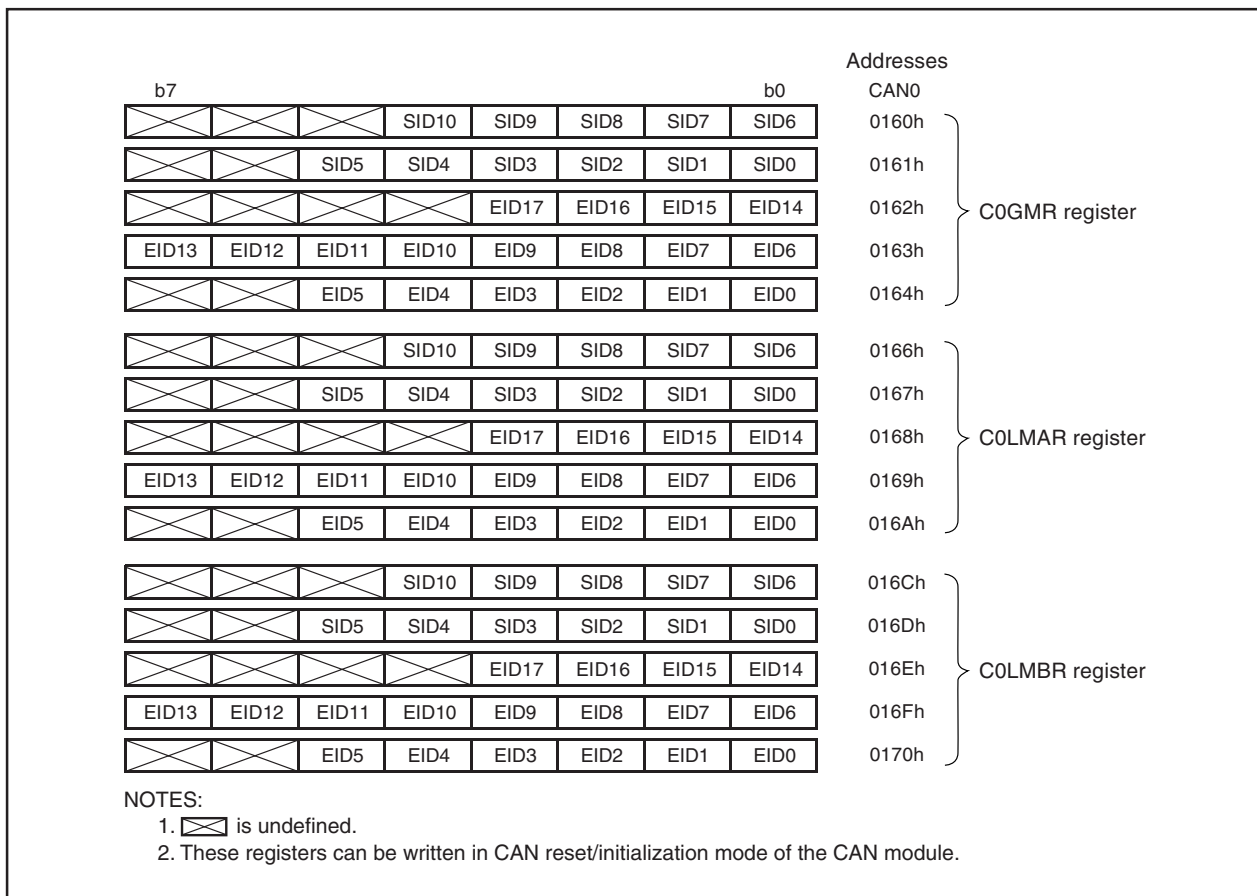 Addresses
b7 b0 CAN0
SID10 SID9 SID8 SID7 SID6 0160h
SID5 SID4 SID3 SID2 SID1 SID0 0161h
EID17 EID16 EID15 EID14 0162h C0GMR register
EID13 EID12 EID11 EID10 EID9 EID8 EID7 EID6 0163h
EID5 EID4 EID3 EID2 EID1 EID0 0164h
SID10 SID9 SID8 SID7 SID6 0166h
SID5 SID4 SID3 SID2 SID1 SID0 0167h
EID17 EID16 EID15 EID14 0168h C0LMAR register
EID13 EID12 EID11 EID10 EID9 EID8 EID7 EID6 0169h
EID5 EID4 EID3 EID2 EID1 EID0 016Ah
SID10 SID9 SID8 SID7 SID6 016Ch
SID5 SID4 SID3 SID2 SID1 SID0 016Dh
EID17 EID16 EID15 EID14 016Eh C0LMBR register
EID13 EID12 EID11 EID10 EID9 EID8 EID7 EID6 016Fh
EID5 EID4 EID3 EID2 EID1 EID0 0170h
NOTES:
1. is undefined.
2. These registers can be written in CAN reset/initialization mode of the CAN module.